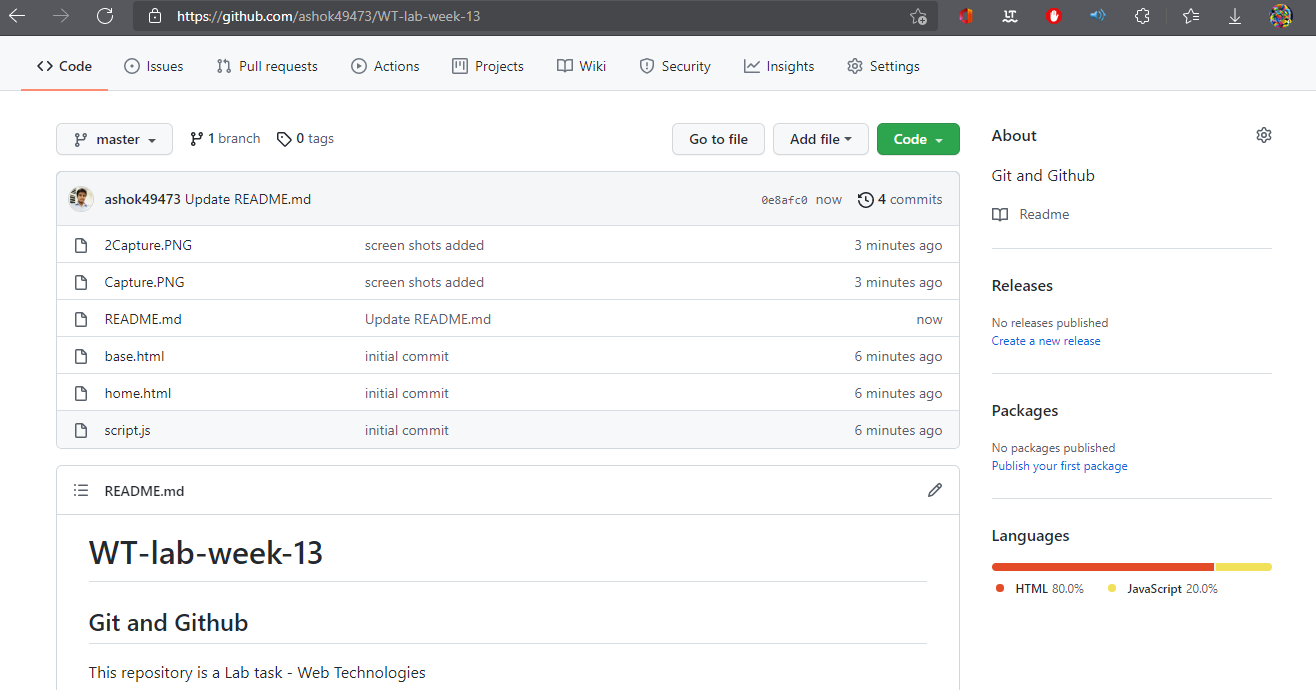 https://github.com/ashok49473/WT-lab-week-13
Code Issues Pull requests Actions Projects Wiki Security Insights Settings
master 1 branch 0 tags Go to file Add file Code
ashok49473 Update README.md 0e8afc0 now 4 commits
2Capture.PNG screen shots added 3 minutes ago
Capture.PNG screen shots added 3 minutes ago
README.md Update README.md now
base.html initial commit 6 minutes ago
home.html initial commit 6 minutes ago
script.js initial commit 6 minutes ago
README.md
WT-lab-week-13
Git and Github
This repository is a Lab task - Web Technologies
About
Git and Github
Readme
Releases
No releases published
Create a new release
Packages
No packages published
Publish your first package
Languages
HTML 80.0% JavaScript 20.0%